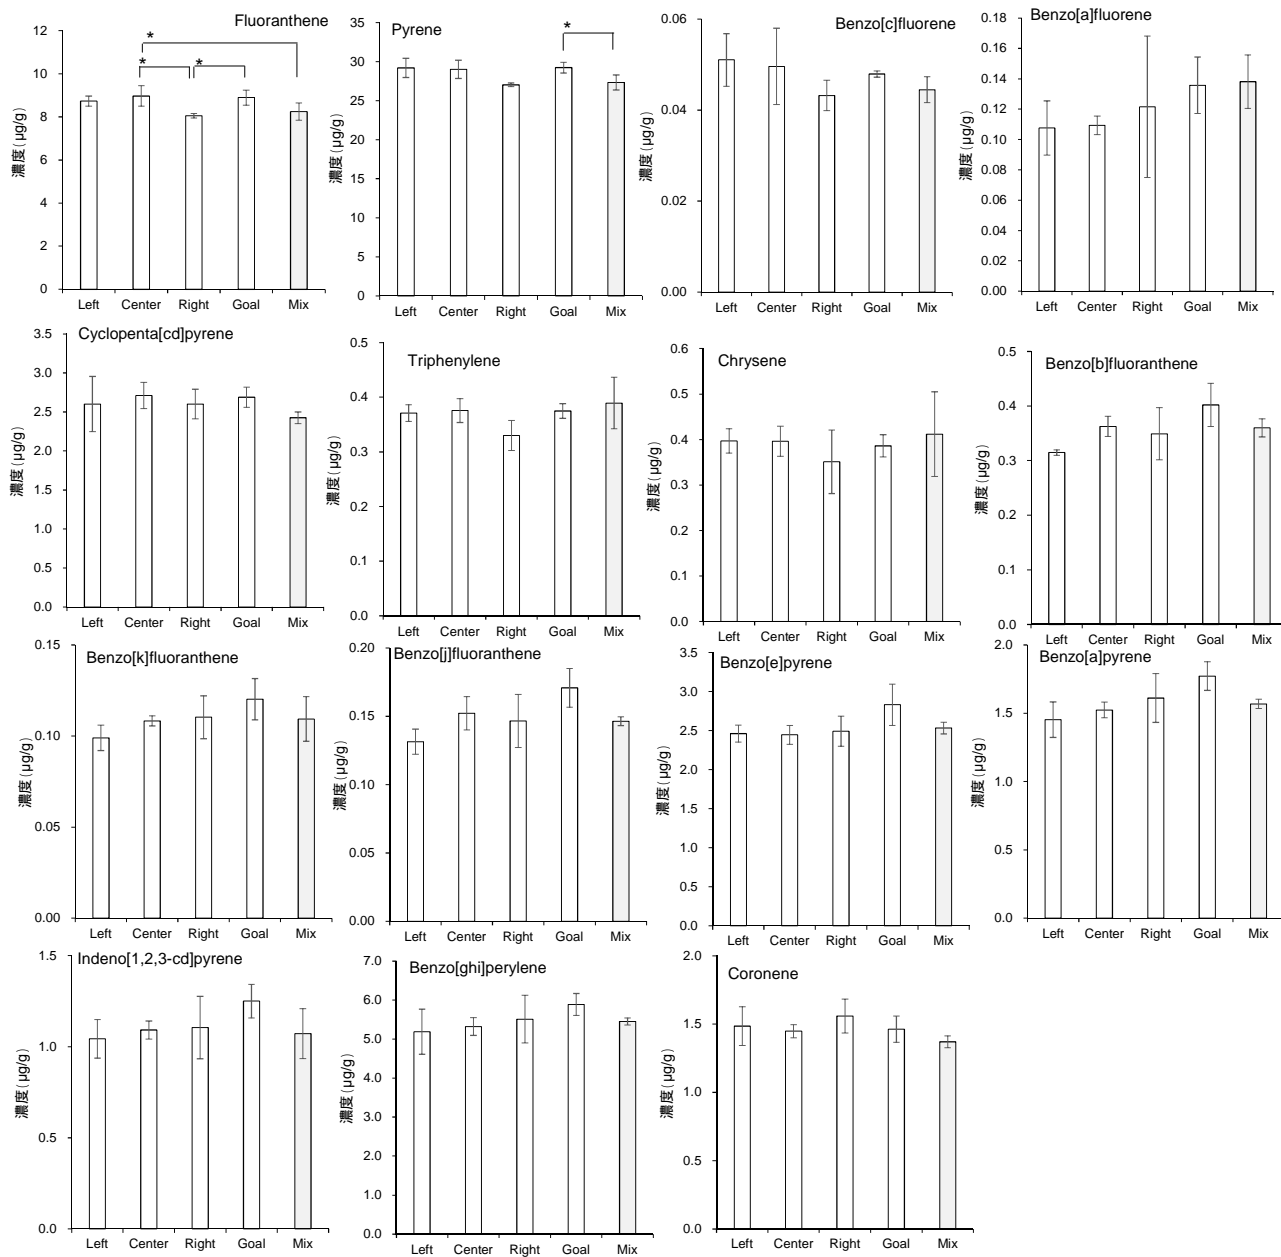 Fluoranthene
濃度(μg/g)
12
10
8
6
4
2
0
* * *
Left Center Right Goal Mix
Pyrene
濃度(μg/g)
35
30
25
20
15
10
5
0
*
Left Center Right Goal Mix
Benzo[c]fluorene
濃度(μg/g)
0.06
0.04
0.02
0.00
Left Center Right Goal Mix
Benzo[a]fluorene
濃度(μg/g)
0.18
0.16
0.14
0.12
0.10
0.08
0.06
0.04
0.02
0.00
Left Center Right Goal Mix
Cyclopenta[cd]pyrene
濃度(μg/g)
3.5
3.0
2.5
2.0
1.5
1.0
0.5
0.0
Left Center Right Goal Mix
Triphenylene
濃度(μg/g)
0.5
0.4
0.3
0.2
0.1
0.0
Left Center Right Goal Mix
Chrysene
濃度(μg/g)
0.6
0.5
0.4
0.3
0.2
0.1
0.0
Left Center Right Goal Mix
Benzo[b]fluoranthene
濃度(μg/g)
0.5
0.4
0.3
0.2
0.1
0.0
Left Center Right Goal Mix
Benzo[k]fluoranthene
濃度(μg/g)
0.15
0.10
0.05
0.00
Left Center Right Goal Mix
Benzo[j]fluoranthene
濃度(μg/g)
0.20
0.15
0.10
0.05
0.00
Left Center Right Goal Mix
Benzo[e]pyrene
濃度(μg/g)
3.5
3.0
2.5
2.0
1.5
1.0
0.5
0.0
Left Center Right Goal Mix
Benzo[a]pyrene
濃度(μg/g)
2.0
1.5
1.0
0.5
0.0
Left Center Right Goal Mix
Indeno[1,2,3-cd]pyrene
濃度(μg/g)
1.5
1.0
0.5
0.0
Left Center Right Goal Mix
Benzo[ghi]perylene
濃度(μg/g)
7.0
6.0
5.0
4.0
3.0
2.0
1.0
0.0
Left Center Right Goal Mix
Coronene
濃度(μg/g)
2.0
1.5
1.0
0.5
0.0
Left Center Right Goal Mix